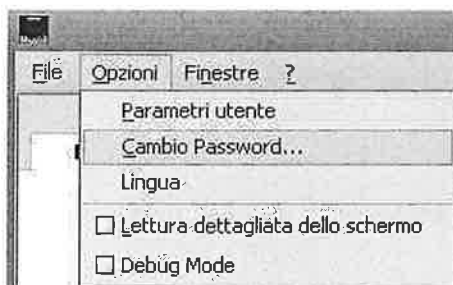 File Opzioni Finestre ?
Parametri utente
Cambio Password...
Lingua
Lettura dettagliata dello schermo
Debug Mode